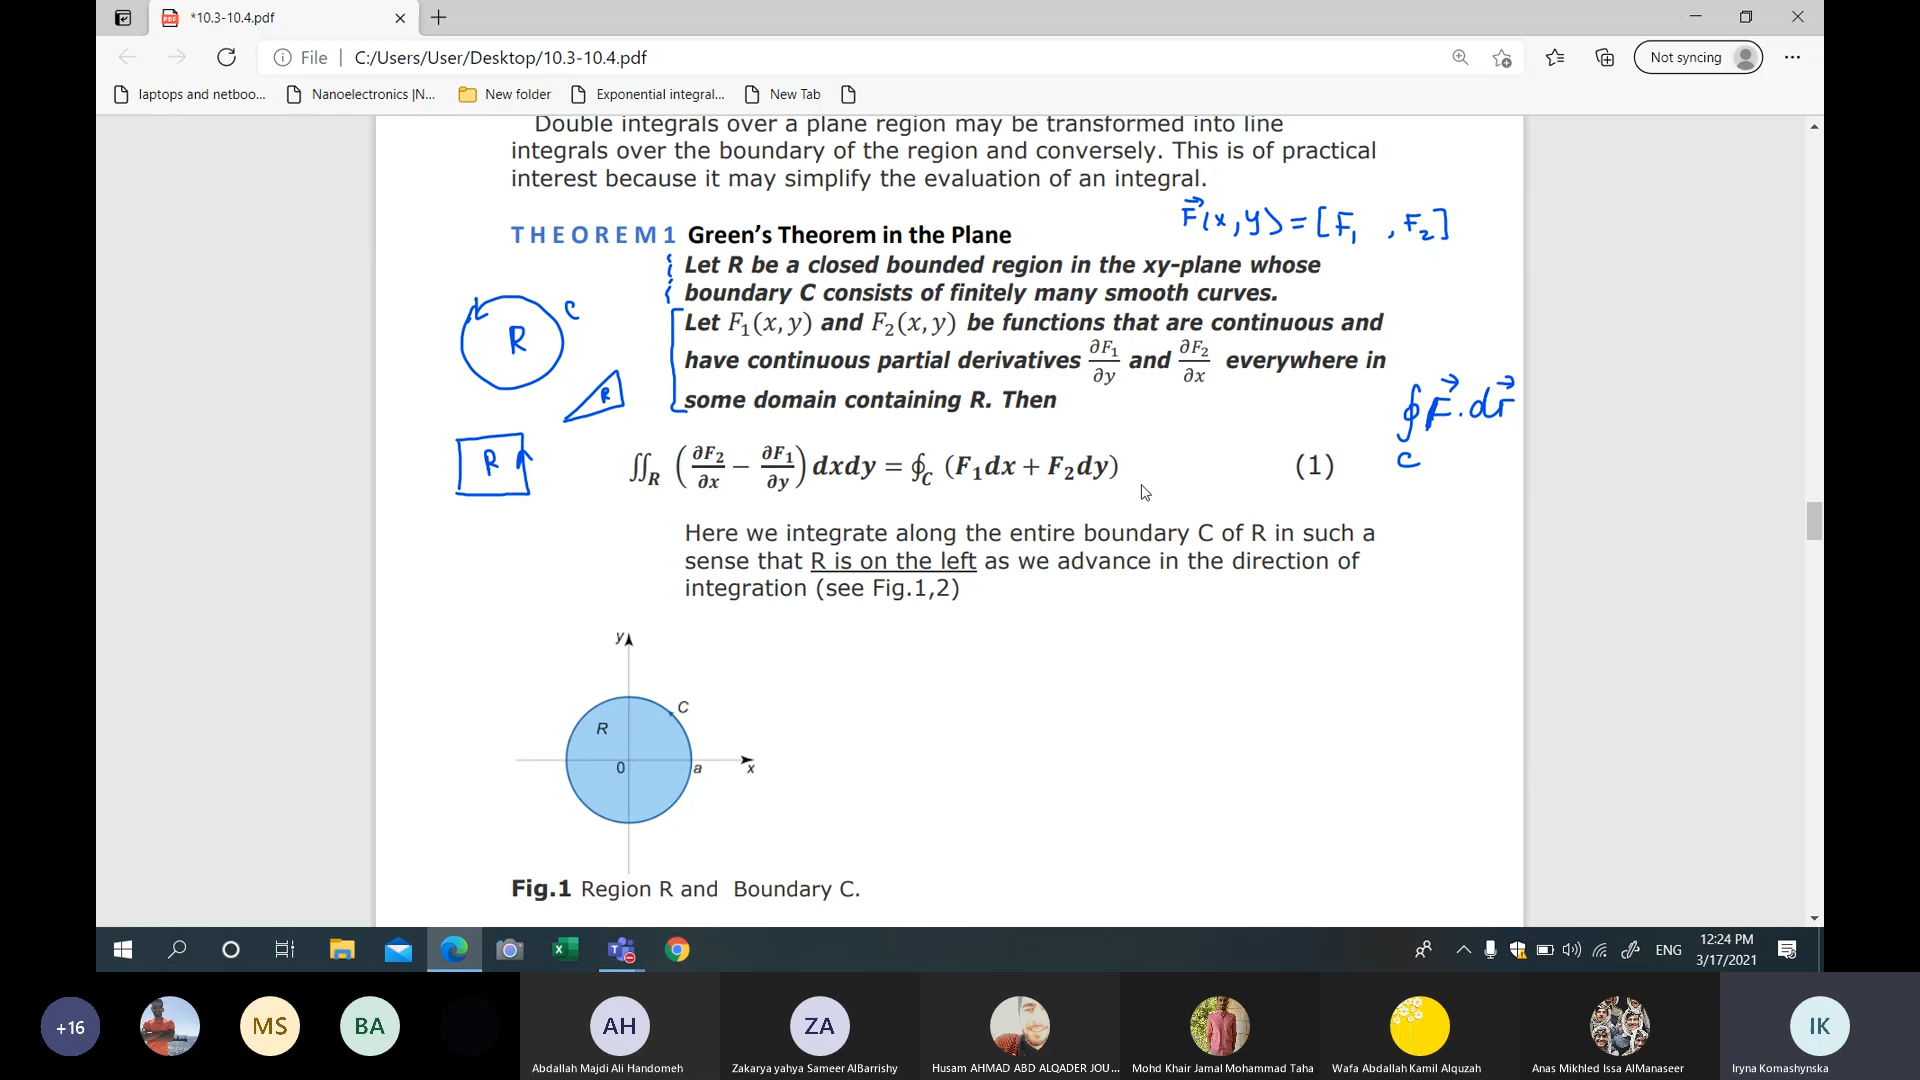 *10.3-10.4.pdf
File | C:/Users/User/Desktop/10.3-10.4.pdf
Not syncing
laptops and netboo...
Nanoelectronics |N...
New folder
Exponential integral...
New Tab
Double integrals over a plane region may be transformed into line
integrals over the boundary of the region and conversely. This is of practical
interest because it may simplify the evaluation of an integral.
F⃗(x,y)=[F₁ ,F₂]
THEOREM1 Green's Theorem in the Plane
Let R be a closed bounded region in the xy-plane whose
boundary C consists of finitely many smooth curves.
Let F₁(x, y) and F₂(x, y) be functions that are continuous and
have continuous partial derivatives ∂F₁/∂y and ∂F₂/∂x everywhere in
some domain containing R. Then
C
R
R
R
∮F⃗.dr⃗
C
∬_R (∂F₂/∂x − ∂F₁/∂y) dxdy = ∮_C (F₁dx + F₂dy) (1)
Here we integrate along the entire boundary C of R in such a
sense that R is on the left as we advance in the direction of
integration (see Fig.1,2)
y
C
R
0
a
x
Fig.1 Region R and Boundary C.
ENG
12:24 PM
3/17/2021
+16
MS
BA
AH
ZA
IK
Abdallah Majdi Ali Handomeh
Zakarya yahya Sameer AlBarrishy
Husam AHMAD ABD ALQADER JOU...
Mohd Khair Jamal Mohammad Taha
Wafa Abdallah Kamil Alquzah
Anas Mikhled Issa AlManaseer
Iryna Komashynska